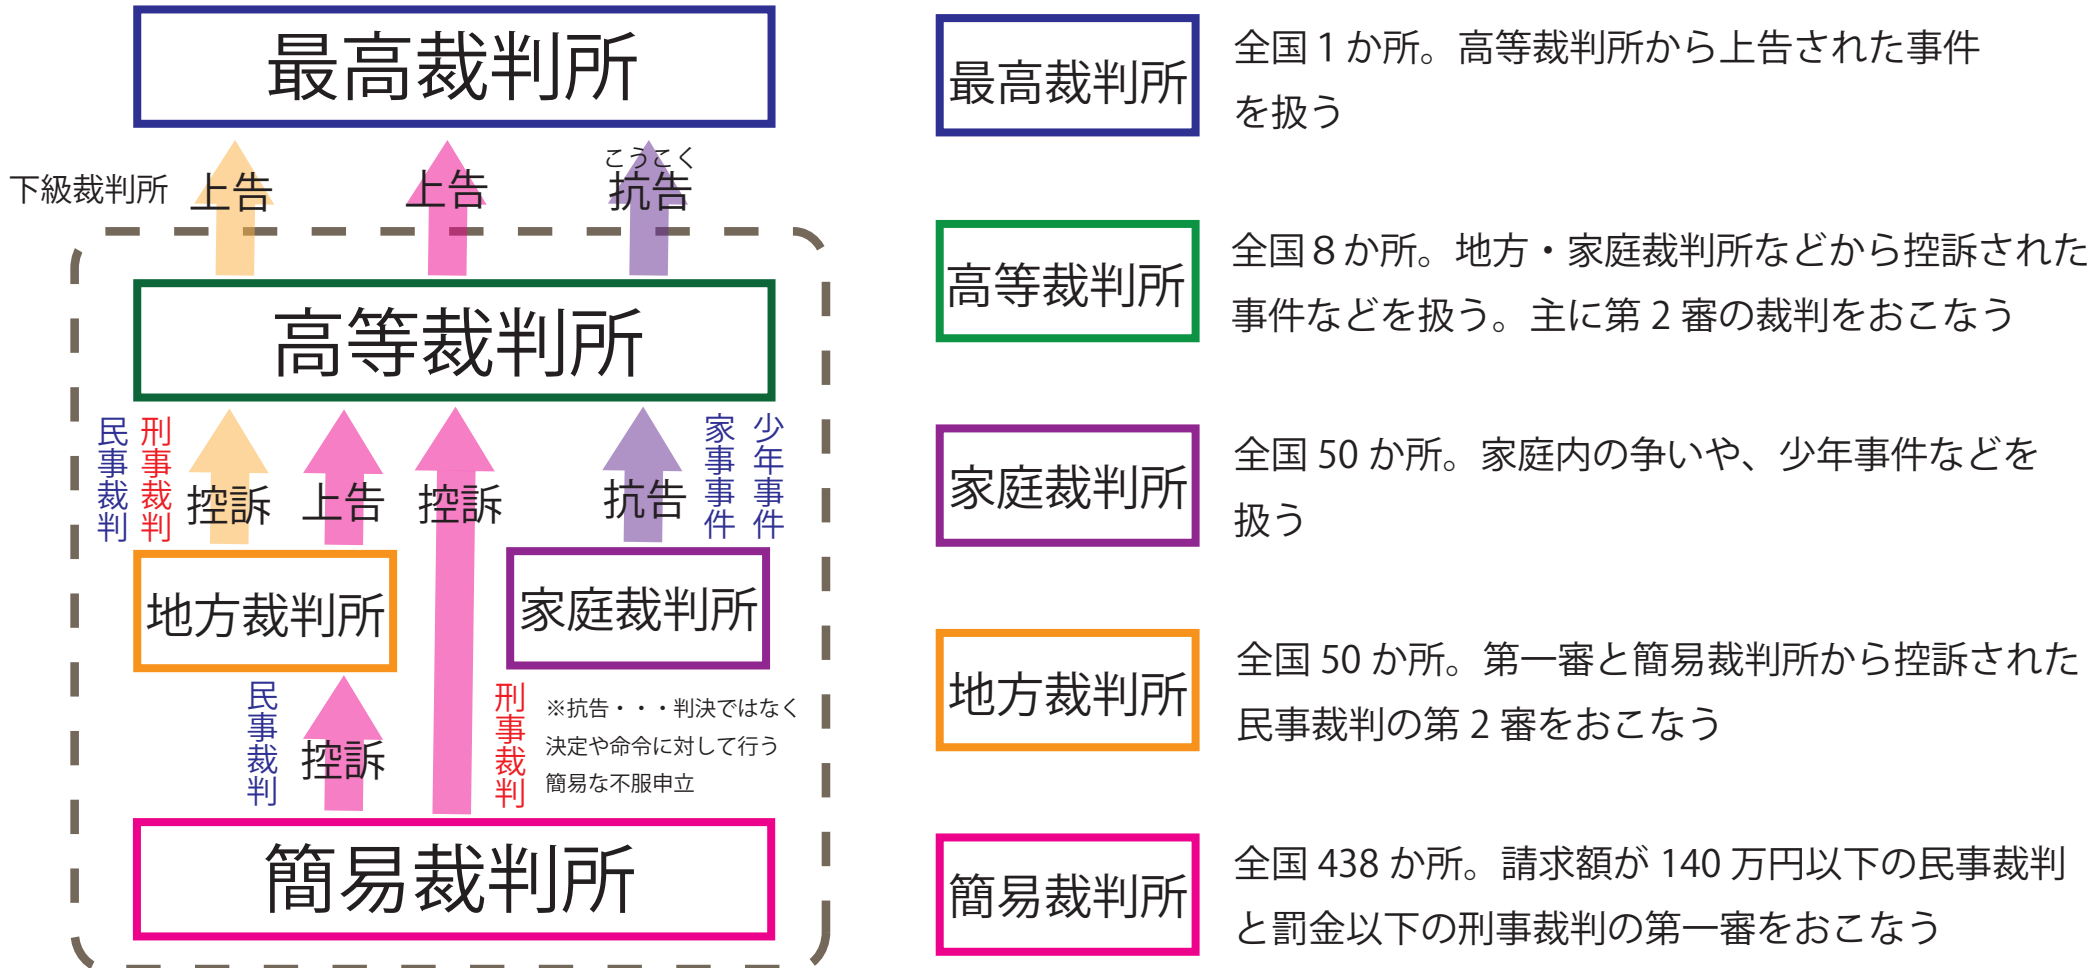 最高裁判所
下級裁判所
上告
上告
こうこく
抗告
高等裁判所
民事裁判
刑事裁判
控訴
上告
控訴
抗告
家事事件
少年事件
地方裁判所
家庭裁判所
民事裁判
控訴
刑事裁判
※抗告・・・判決ではなく
決定や命令に対して行う
簡易な不服申立
簡易裁判所
最高裁判所
全国 1 か所。高等裁判所から上告された事件
を扱う
高等裁判所
全国８か所。地方・家庭裁判所などから控訴された
事件などを扱う。主に第 2 審の裁判をおこなう
家庭裁判所
全国 50 か所。家庭内の争いや、少年事件などを
扱う
地方裁判所
全国 50 か所。第一審と簡易裁判所から控訴された
民事裁判の第 2 審をおこなう
簡易裁判所
全国 438 か所。請求額が 140 万円以下の民事裁判
と罰金以下の刑事裁判の第一審をおこなう